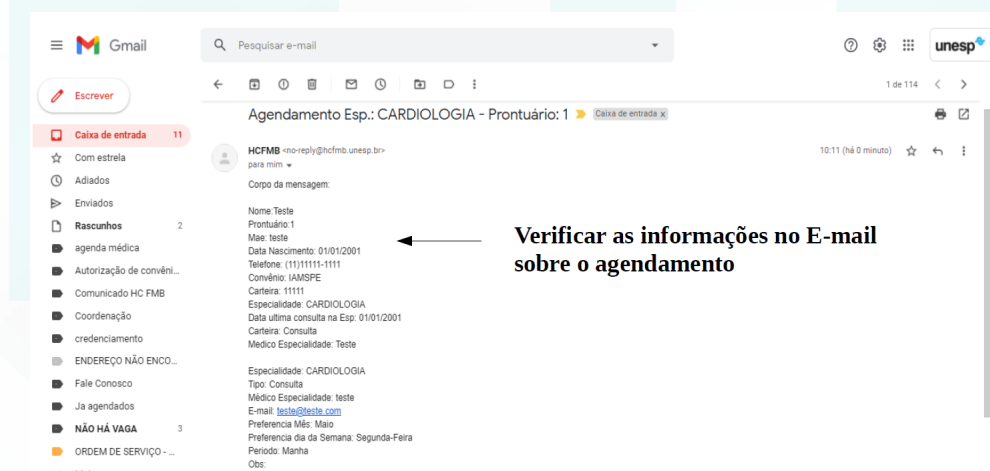 Gmail
Pesquisar e-mail
unesp
Escrever
1 de 114
Agendamento Esp.: CARDIOLOGIA - Prontuário: 1
Caixa de entrada x
Caixa de entrada 11
Com estrela
Adiados
Enviados
Rascunhos 2
agenda médica
Autorização de convêni...
Comunicado HC FMB
Coordenação
credenciamento
ENDEREÇO NÃO ENCO...
Fale Conosco
Ja agendados
NÃO HÁ VAGA 3
ORDEM DE SERVIÇO - ...
HCFMB <no-reply@hcfmb.unesp.br>
10:11 (há 0 minuto)
para mim
Corpo da mensagem:
Nome:Teste
Prontuário:1
Mae: teste
Data Nascimento: 01/01/2001
Telefone: (11)11111-1111
Convênio: IAMSPE
Carteira: 11111
Especialidade: CARDIOLOGIA
Data ultima consulta na Esp: 01/01/2001
Carteira: Consulta
Medico Especialidade: Teste
Especialidade: CARDIOLOGIA
Tipo: Consulta
Médico Especialidade: teste
E-mail: teste@teste.com
Preferencia Mês: Maio
Preferencia dia da Semana: Segunda-Feira
Periodo: Manha
Obs:
Verificar as informações no E-mail
sobre o agendamento